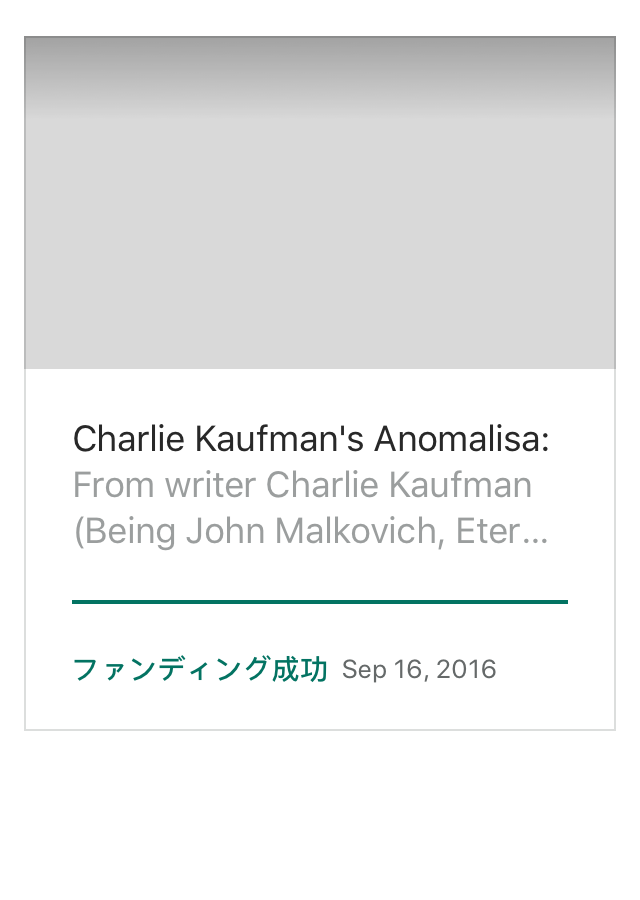 Charlie Kaufman's Anomalisa:
From writer Charlie Kaufman
(Being John Malkovich, Eter...
ファンディング成功 Sep 16, 2016